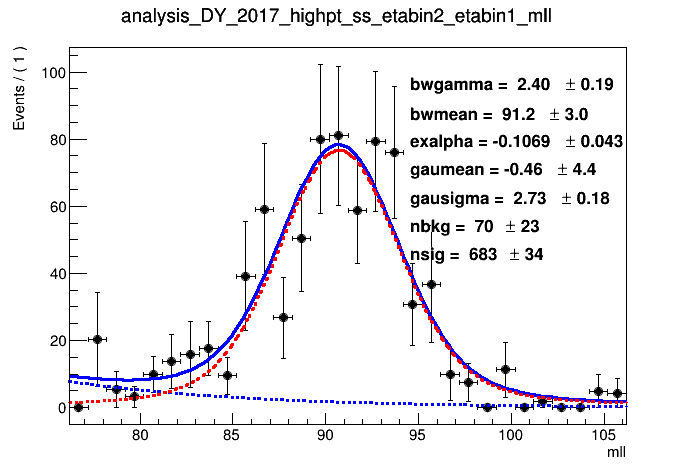 analysis_DY_2017_highpt_ss_etabin2_etabin1_mll
Events / ( 1 )
100
80
60
40
20
0
bwgamma = 2.40 ± 0.19
bwmean = 91.2 ± 3.0
exalpha = -0.1069 ± 0.043
gaumean = -0.46 ± 4.4
gausigma = 2.73 ± 0.18
nbkg = 70 ± 23
nsig = 683 ± 34
80 85 90 95 100 105
mll